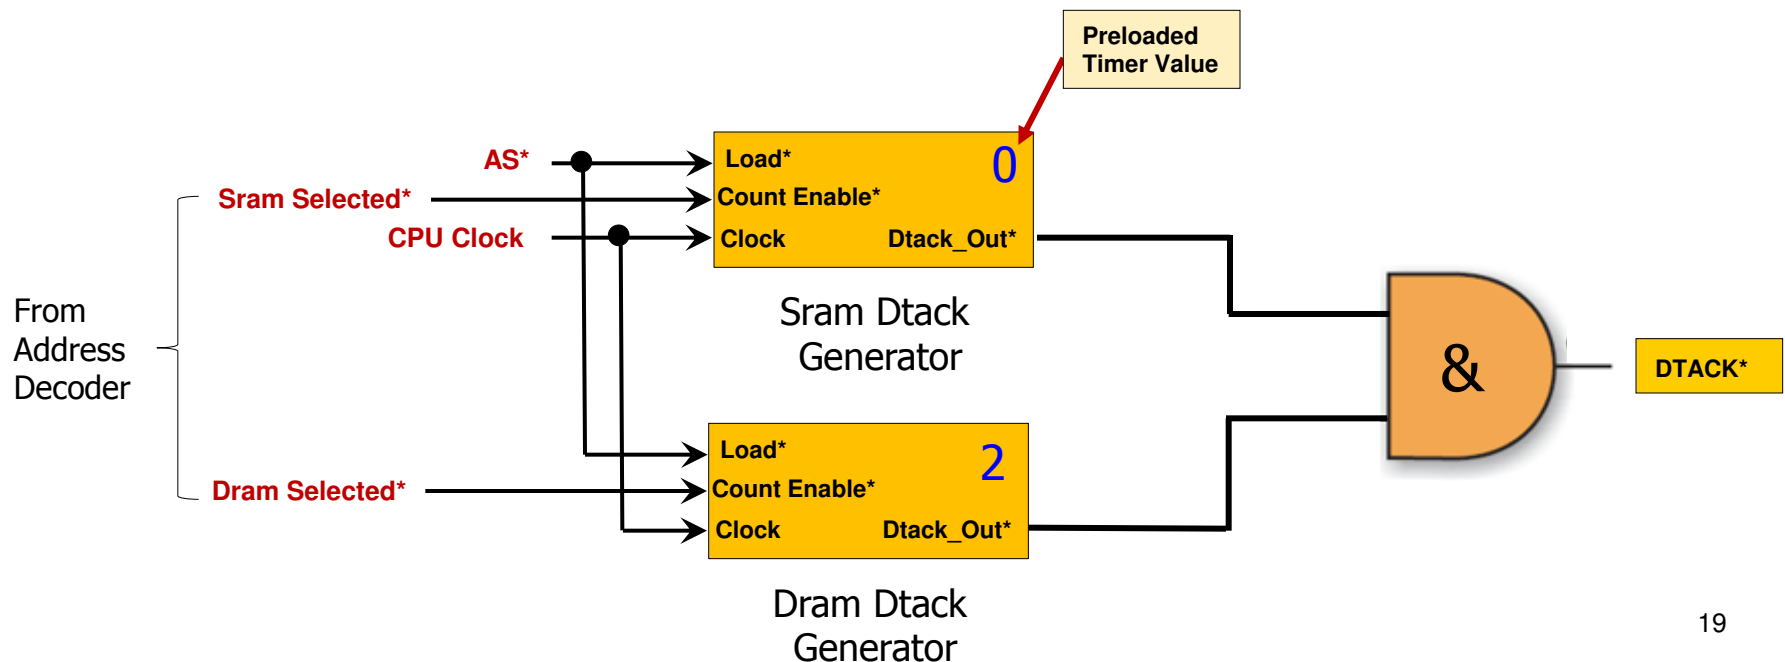 Preloaded
Timer Value
AS*
Load*
0
Sram Selected*
Count Enable*
CPU Clock
Clock
Dtack_Out*
Sram Dtack
Generator
From
Address
Decoder
&
DTACK*
Load*
2
Dram Selected*
Count Enable*
Clock
Dtack_Out*
Dram Dtack
Generator
19